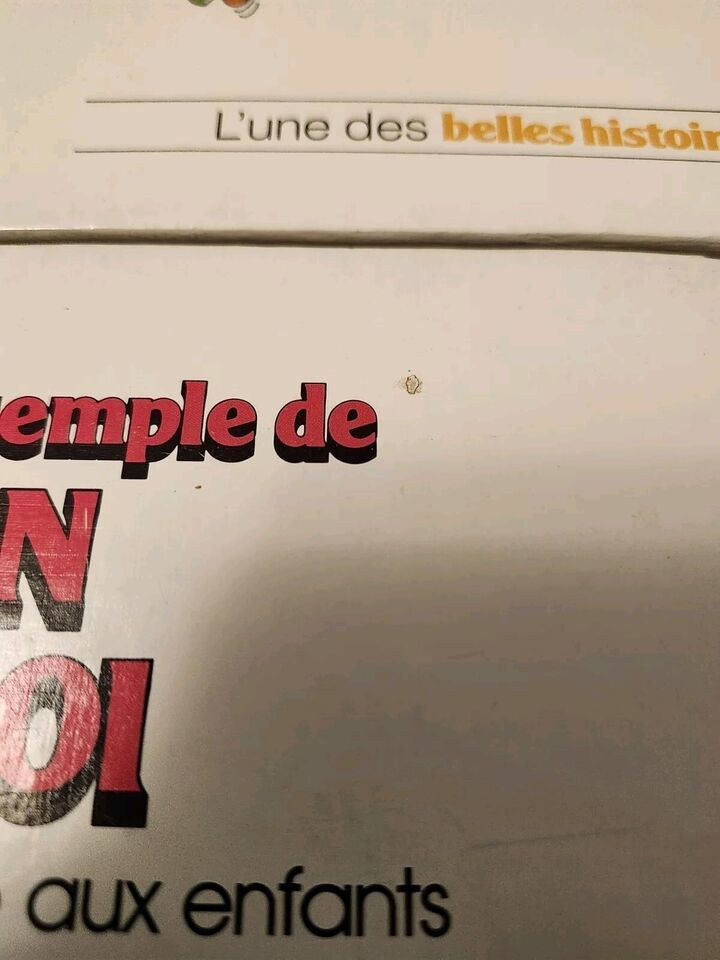 L'une des belles histoir
emple de
N
OI
aux enfants